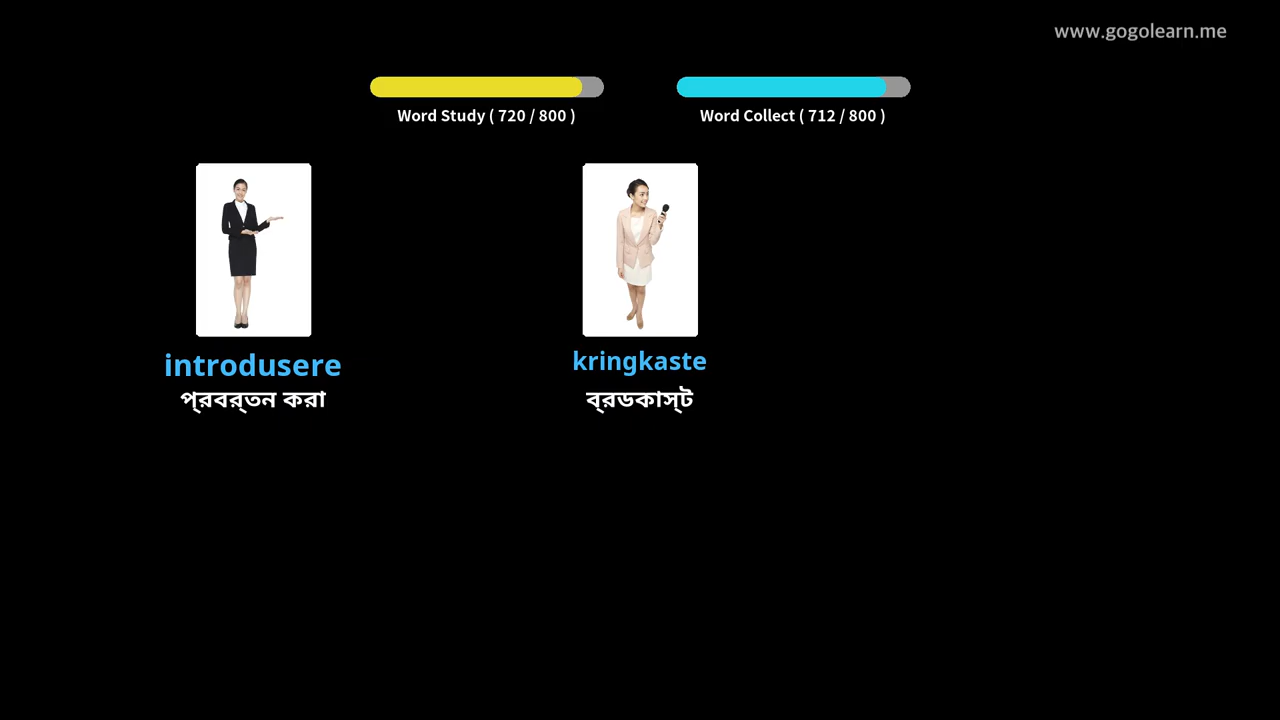 www.gogolearn.me
Word Study ( 720 / 800 )
Word Collect ( 712 / 800 )
introdusere
প্রবর্তন করা
kringkaste
ব্রডকাস্ট